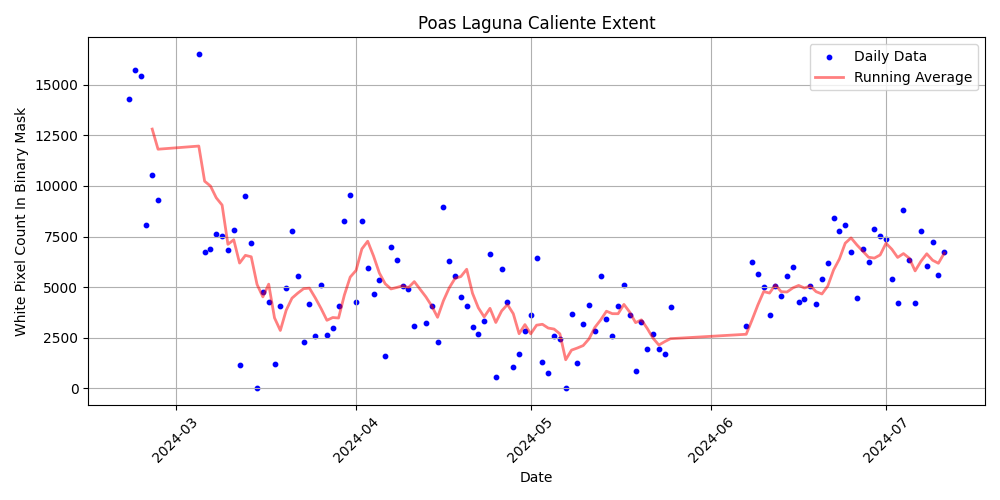 Poas Laguna Caliente Extent
Daily Data
Running Average
White Pixel Count In Binary Mask
15000
12500
10000
7500
5000
2500
0
2024-03
2024-04
2024-05
2024-06
2024-07
Date